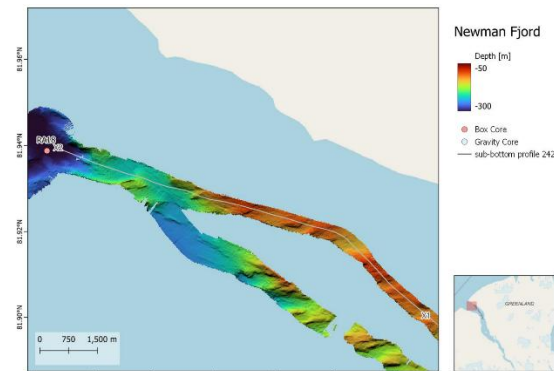 Newman Fjord
Depth [m]
-50
-300
Box Core
Gravity Core
sub-bottom profile 242
81.96°N
81.94°N
81.92°N
81.90°N
RA18
X2
X1
0 750 1,500 m
GREENLAND